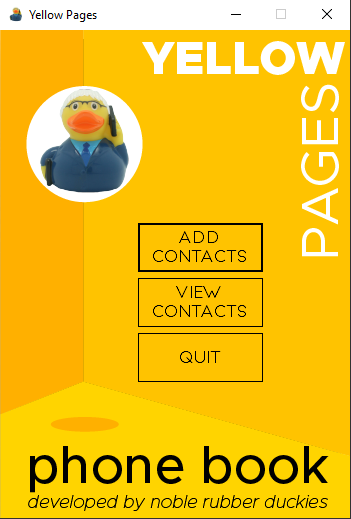 Yellow Pages
YELLOW
PAGES
ADD
CONTACTS
VIEW
CONTACTS
QUIT
phone book
developed by noble rubber duckies